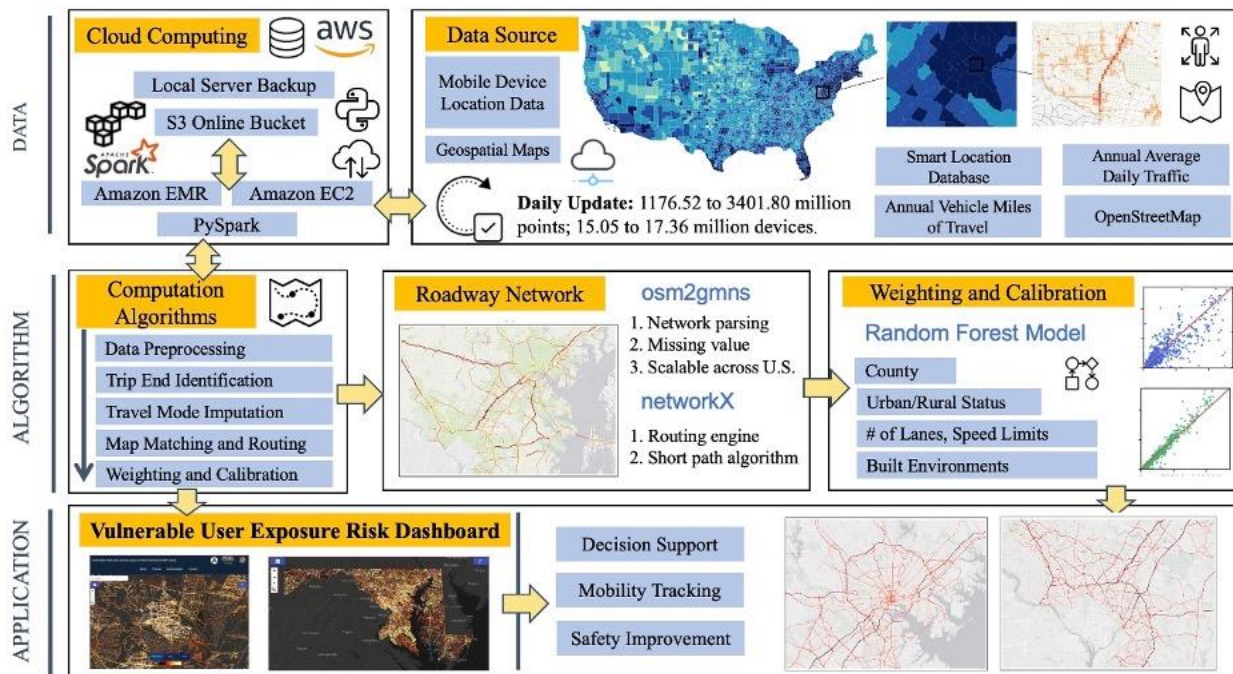 DATA
Cloud Computing
aws
Local Server Backup
S3 Online Bucket
APACHE
Spark
Amazon EMR
Amazon EC2
PySpark
Data Source
Mobile Device
Location Data
Geospatial Maps
Daily Update: 1176.52 to 3401.80 million
points; 15.05 to 17.36 million devices.
Smart Location
Database
Annual Average
Daily Traffic
Annual Vehicle Miles
of Travel
OpenStreetMap
ALGORITHM
Computation
Algorithms
Data Preprocessing
Trip End Identification
Travel Mode Imputation
Map Matching and Routing
Weighting and Calibration
Roadway Network
osm2gmns
1. Network parsing
2. Missing value
3. Scalable across U.S.
networkX
1. Routing engine
2. Short path algorithm
Weighting and Calibration
Random Forest Model
County
Urban/Rural Status
# of Lanes, Speed Limits
Built Environments
APPLICATION
Vulnerable User Exposure Risk Dashboard
Decision Support
Mobility Tracking
Safety Improvement